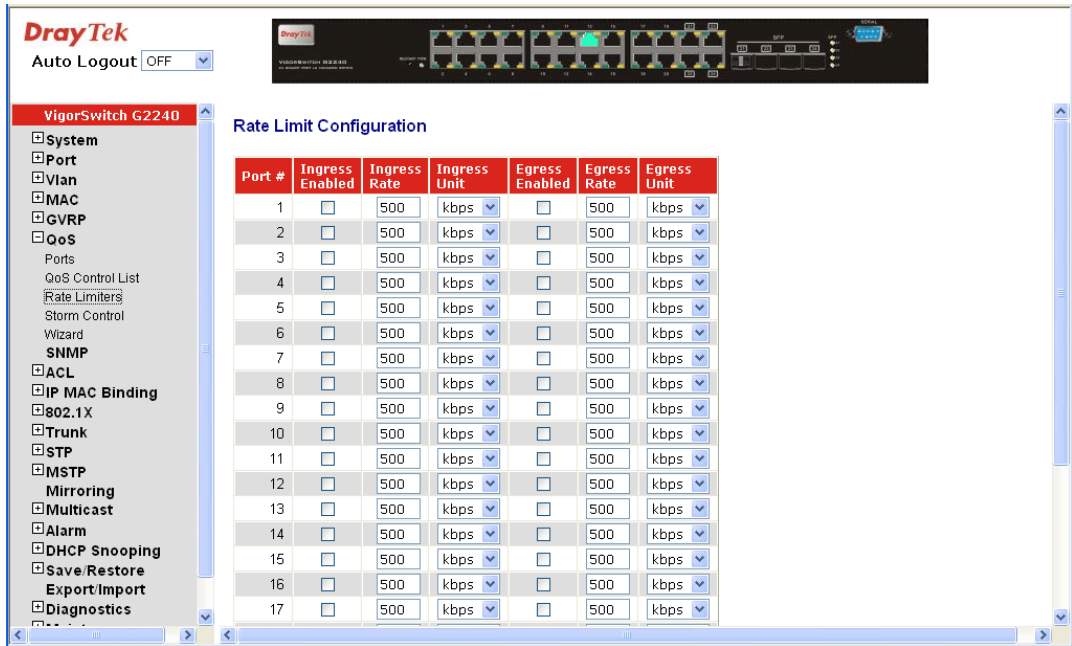 DrayTek
Auto Logout OFF
DrayTek
VIGORSWITCH G2240
SFP
SERIAL
VigorSwitch G2240
System
Port
Vlan
MAC
GVRP
QoS
Ports
QoS Control List
Rate Limiters
Storm Control
Wizard
SNMP
ACL
IP MAC Binding
802.1X
Trunk
STP
MSTP
Mirroring
Multicast
Alarm
DHCP Snooping
Save/Restore
Export/Import
Diagnostics
Rate Limit Configuration
Port # Ingress Enabled Ingress Rate Ingress Unit Egress Enabled Egress Rate Egress Unit
1 500 kbps 500 kbps
2 500 kbps 500 kbps
3 500 kbps 500 kbps
4 500 kbps 500 kbps
5 500 kbps 500 kbps
6 500 kbps 500 kbps
7 500 kbps 500 kbps
8 500 kbps 500 kbps
9 500 kbps 500 kbps
10 500 kbps 500 kbps
11 500 kbps 500 kbps
12 500 kbps 500 kbps
13 500 kbps 500 kbps
14 500 kbps 500 kbps
15 500 kbps 500 kbps
16 500 kbps 500 kbps
17 500 kbps 500 kbps